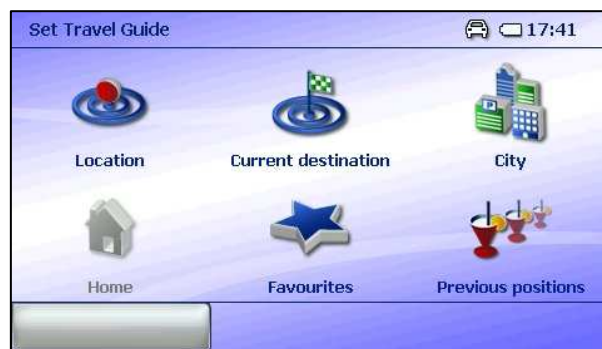 Set Travel Guide 17:41
Location Current destination City
P
Home Favourites Previous positions